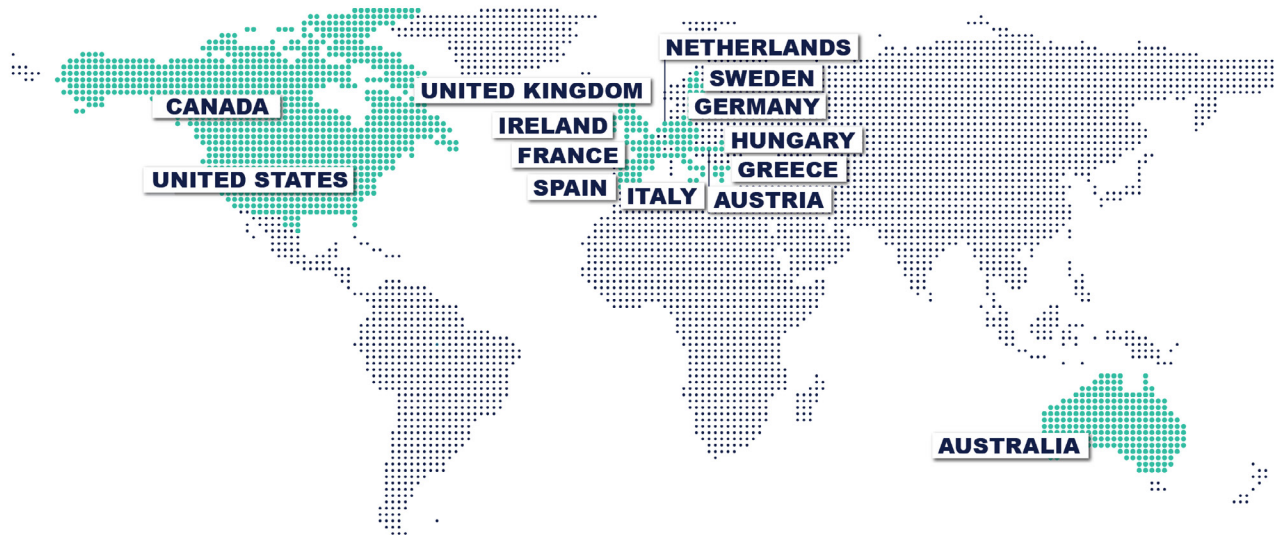 NETHERLANDS
SWEDEN
UNITED KINGDOM
CANADA
GERMANY
IRELAND
HUNGARY
FRANCE
GREECE
UNITED STATES
SPAIN
ITALY
AUSTRIA
AUSTRALIA